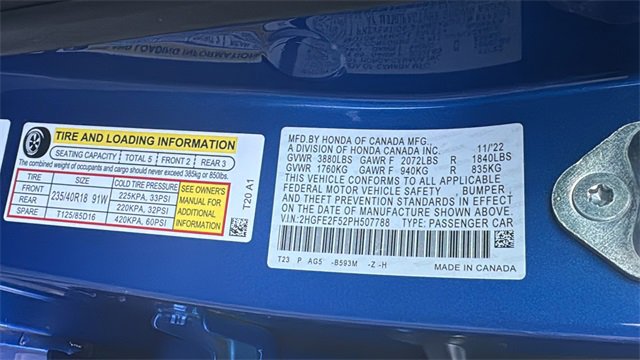 TIRE AND LOADING INFORMATION
SEATING CAPACITY TOTAL 5 FRONT 2 REAR 3
The combined weight of occupants and cargo should never exceed 385kg or 850lbs.
TIRE SIZE COLD TIRE PRESSURE
FRONT 235/40R18 91W 225KPA, 33PSI
REAR 220KPA, 32PSI
SPARE T125/85D16 420KPA, 60PSI
SEE OWNER'S
MANUAL FOR
ADDITIONAL
INFORMATION
T20 A1
MFD.BY HONDA OF CANADA MFG.,
A DIVISION OF HONDA CANADA INC. 11/22
GVWR 3880LBS GAWR F 2072LBS R 1840LBS
GVWR 1760KG GAWR F 940KG R 835KG
THIS VEHICLE CONFORMS TO ALL APPLICABLE
FEDERAL MOTOR VEHICLE SAFETY , BUMPER ,
AND THEFT PREVENTION STANDARDS IN EFFECT
ON THE DATE OF MANUFACTURE SHOWN ABOVE.
V.I.N:2HGFE2F52PH507788 TYPE: PASSENGER CAR
T23 P AG5 -B593M -Z -H
MADE IN CANADA